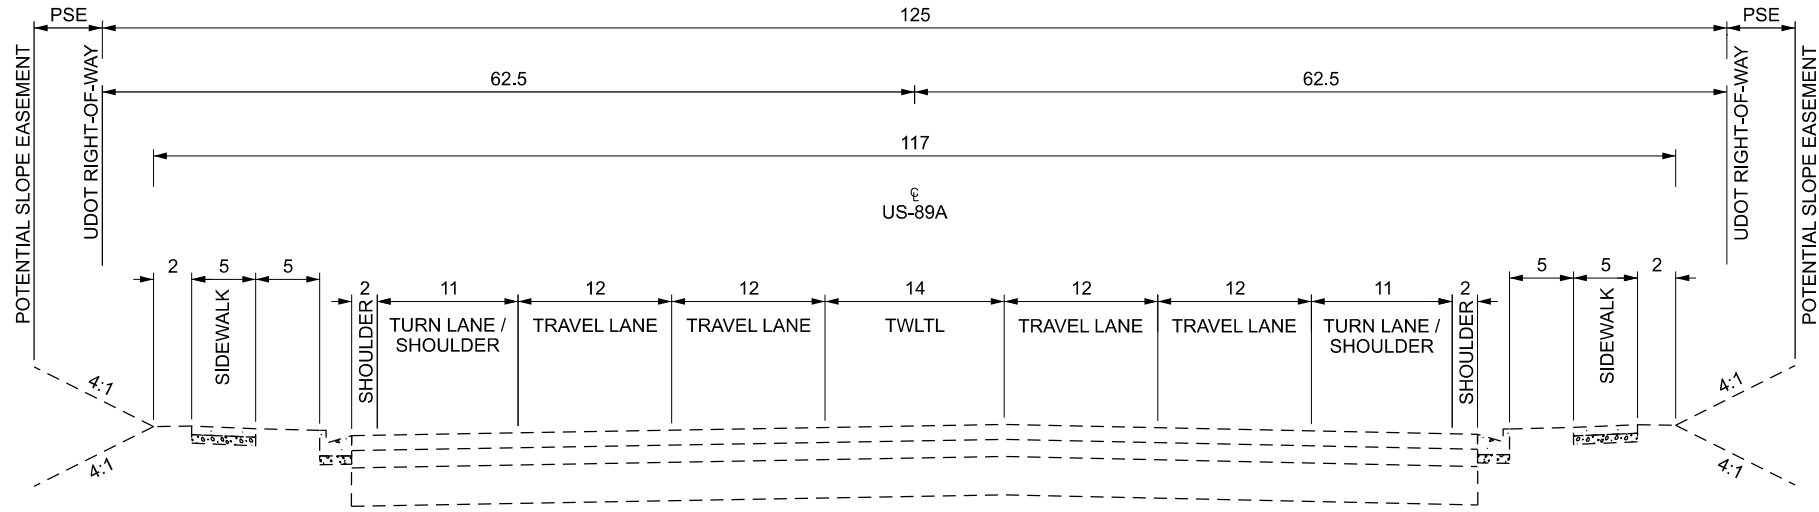 PSE
125
PSE
POTENTIAL SLOPE EASEMENT
UDOT RIGHT-OF-WAY
62.5
62.5
UDOT RIGHT-OF-WAY
POTENTIAL SLOPE EASEMENT
117
℄
US-89A
2
5
5
5
5
2
2
11
12
12
14
12
12
11
2
SIDEWALK
SHOULDER
TURN LANE /
SHOULDER
TRAVEL LANE
TRAVEL LANE
TWLTL
TRAVEL LANE
TRAVEL LANE
TURN LANE /
SHOULDER
SHOULDER
SIDEWALK
4:1
4:1
4:1
4:1